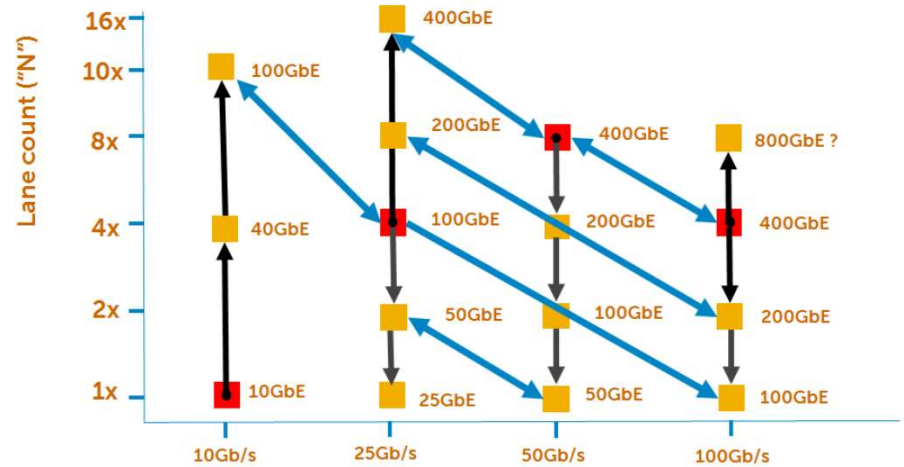 Lane count ("N")
16x
400GbE
10x
100GbE
8x
200GbE
400GbE
800GbE ?
4x
40GbE
100GbE
200GbE
400GbE
2x
50GbE
100GbE
200GbE
1x
10GbE
25GbE
50GbE
100GbE
10Gb/s
25Gb/s
50Gb/s
100Gb/s